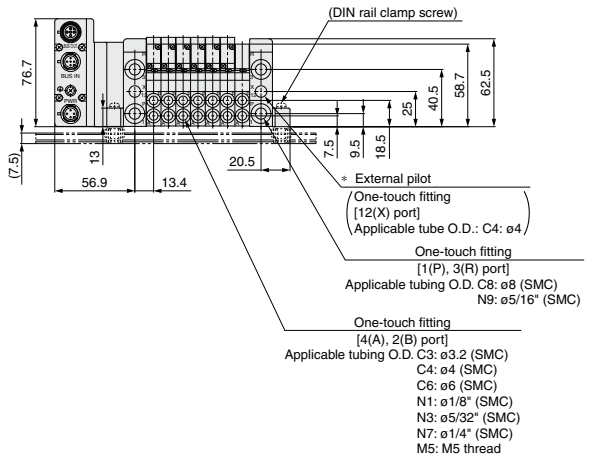 (DIN rail clamp screw)
76.7
BUS OUT
BUS IN
PWR
25
40.5
58.7
62.5
(7.5)
13
7.5
9.5
18.5
20.5
56.9
13.4
* External pilot
One-touch fitting
[12(X) port]
Applicable tube O.D.: C4: ø4
One-touch fitting
[1(P), 3(R) port]
Applicable tubing O.D. C8: ø8 (SMC)
N9: ø5/16" (SMC)
One-touch fitting
[4(A), 2(B) port]
Applicable tubing O.D. C3: ø3.2 (SMC)
C4: ø4 (SMC)
C6: ø6 (SMC)
N1: ø1/8" (SMC)
N3: ø5/32" (SMC)
N7: ø1/4" (SMC)
M5: M5 thread